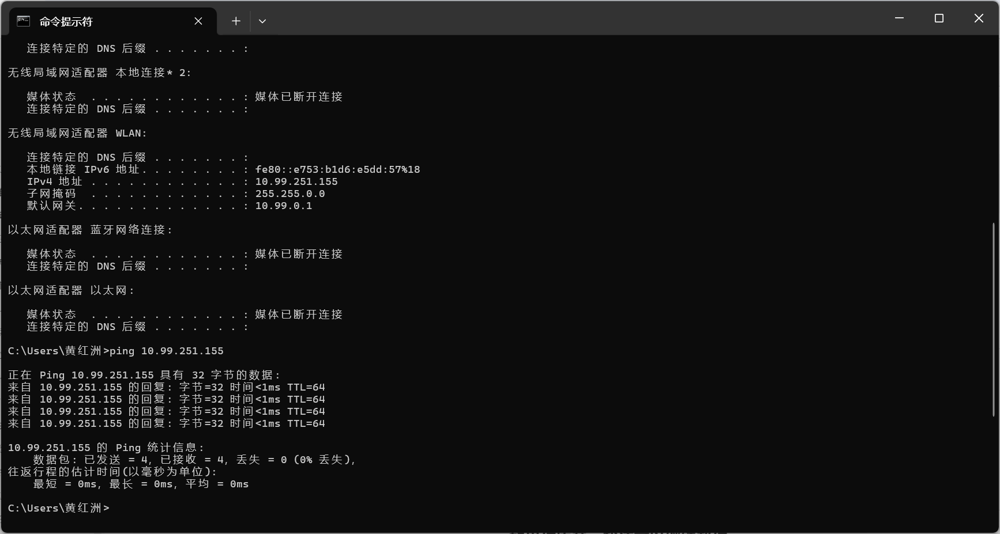 命令提示符
连接特定的 DNS 后缀 . . . . . . . :
无线局域网适配器 本地连接* 2:
媒体状态  . . . . . . . . . . . . : 媒体已断开连接
连接特定的 DNS 后缀 . . . . . . . :
无线局域网适配器 WLAN:
连接特定的 DNS 后缀 . . . . . . . :
本地链接 IPv6 地址. . . . . . . . : fe80::e753:b1d6:e5dd:57%18
IPv4 地址 . . . . . . . . . . . . : 10.99.251.155
子网掩码  . . . . . . . . . . . . : 255.255.0.0
默认网关. . . . . . . . . . . . . : 10.99.0.1
以太网适配器 蓝牙网络连接:
媒体状态  . . . . . . . . . . . . : 媒体已断开连接
连接特定的 DNS 后缀 . . . . . . . :
以太网适配器 以太网:
媒体状态  . . . . . . . . . . . . : 媒体已断开连接
连接特定的 DNS 后缀 . . . . . . . :
C:\Users\黄红洲>ping 10.99.251.155
正在 Ping 10.99.251.155 具有 32 字节的数据:
来自 10.99.251.155 的回复: 字节=32 时间<1ms TTL=64
来自 10.99.251.155 的回复: 字节=32 时间<1ms TTL=64
来自 10.99.251.155 的回复: 字节=32 时间<1ms TTL=64
来自 10.99.251.155 的回复: 字节=32 时间<1ms TTL=64
10.99.251.155 的 Ping 统计信息:
数据包: 已发送 = 4, 已接收 = 4, 丢失 = 0 (0% 丢失),
往返行程的估计时间(以毫秒为单位):
最短 = 0ms, 最长 = 0ms, 平均 = 0ms
C:\Users\黄红洲>